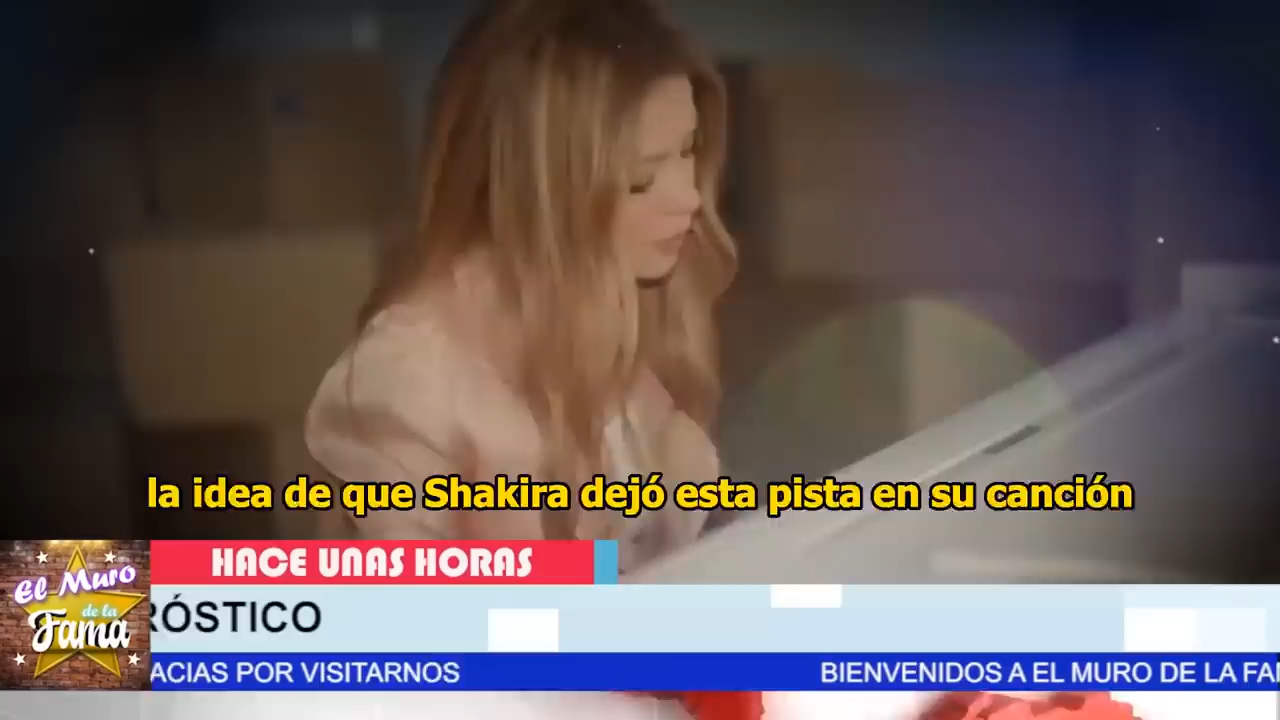 la idea de que Shakira dejó esta pista en su canción
HACE UNAS HORAS
El Muro
de la
Fama
RÓSTICO
ACIAS POR VISITARNOS
BIENVENIDOS A EL MURO DE LA FA